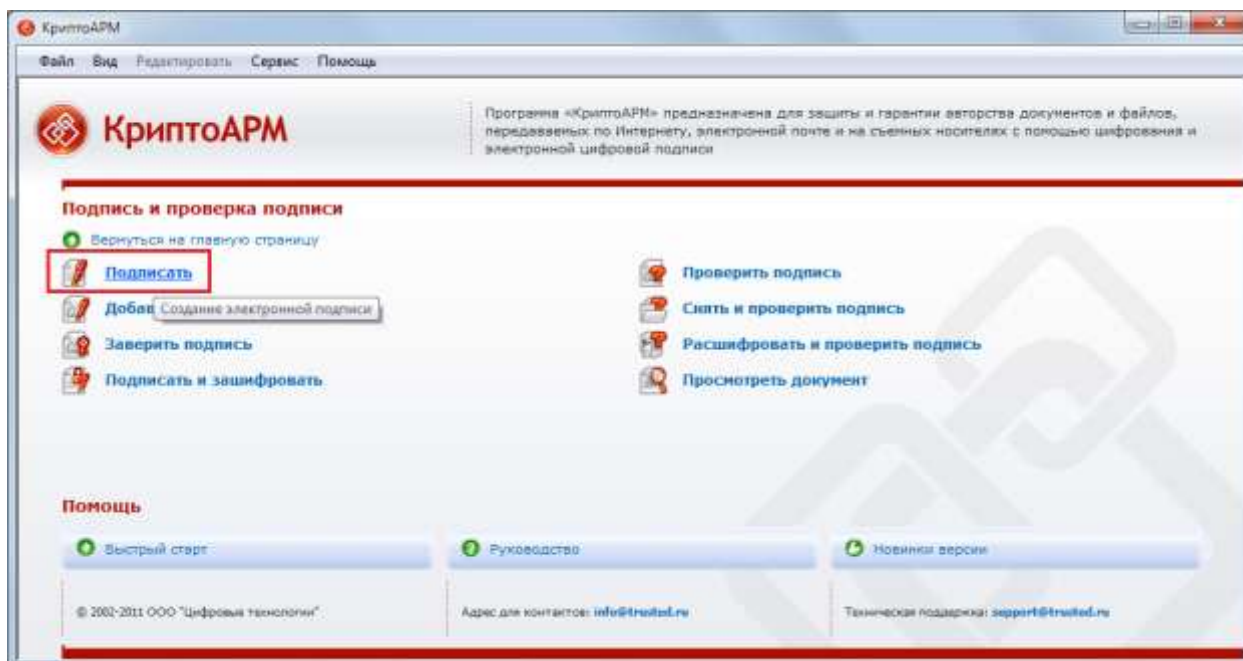 КриптоАРМ
Файл Вид Редактировать Сервис Помощь
КриптоАРМ
Программа «КриптоАРМ» предназначена для защиты и гарантии авторства документов и файлов,
передаваемых по Интернету, электронной почте и на съемных носителях с помощью шифрования и
электронной цифровой подписи
Подпись и проверка подписи
Вернуться на главную страницу
Подписать
Проверить подпись
Добав
Создание электронной подписи
Снять и проверить подпись
Заверить подпись
Расшифровать и проверить подпись
Подписать и зашифровать
Просмотреть документ
Помощь
Быстрый старт
Руководство
Новинки версии
© 2002-2011 ООО "Цифровые технологии"
Адрес для контактов: info@trusted.ru
Техническая поддержка: support@trusted.ru